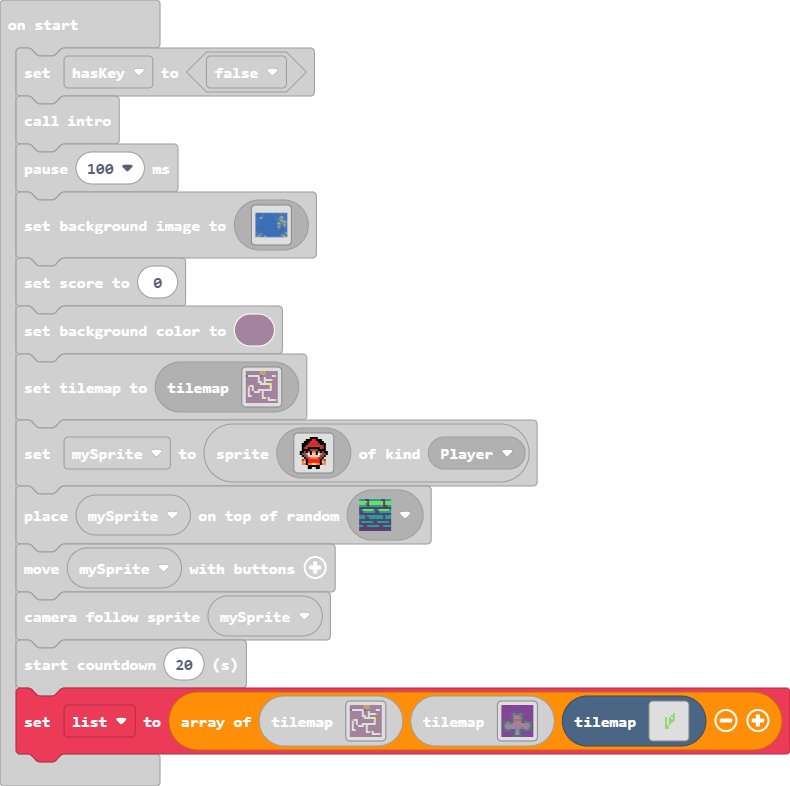 on start
set hasKey to false
call intro
pause 100 ms
set background image to
set score to 0
set background color to
set tilemap to tilemap
set mySprite to sprite of kind Player
place mySprite on top of random
move mySprite with buttons
camera follow sprite mySprite
start countdown 20 (s)
set list to array of tilemap tilemap tilemap